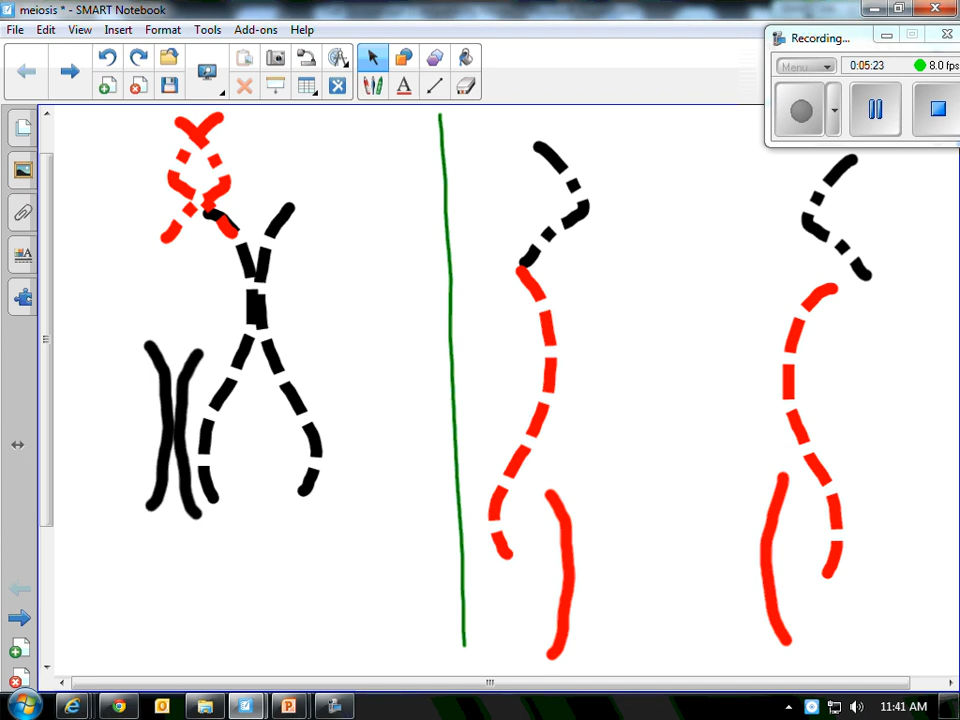 meiosis * - SMART Notebook
File Edit View Insert Format Tools Add-ons Help
Recording...
Menu 0:05:23 8.0 fps
11:41 AM